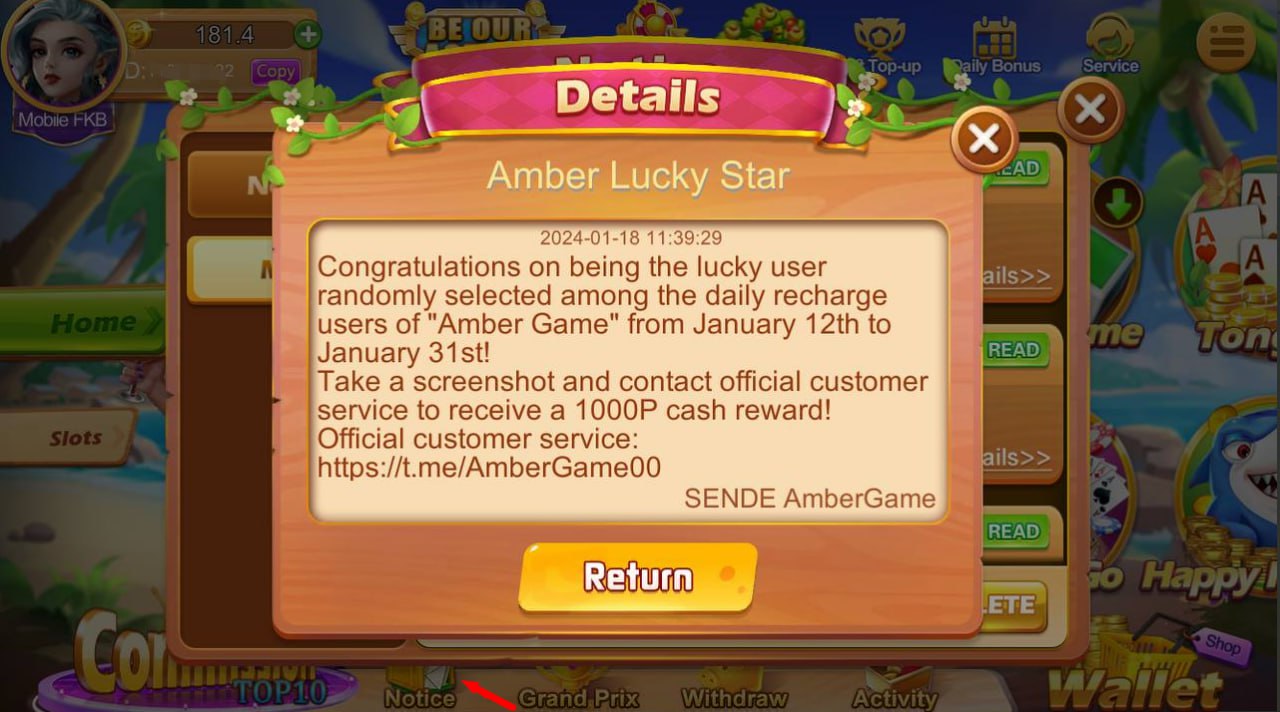 181.4
BE OUR
Copy
Mobile FKB
Top-up
Daily Bonus
Service
Details
Amber Lucky Star
2024-01-18 11:39:29
Congratulations on being the lucky user
randomly selected among the daily recharge
users of "Amber Game" from January 12th to
January 31st!
Take a screenshot and contact official customer
service to receive a 1000P cash reward!
Official customer service:
https://t.me/AmberGame00
SENDE AmberGame
Return
READ
READ
Home
Slots
TOP10
Notice
Grand Prix
Withdraw
Activity
Shop
Wallet
Happy